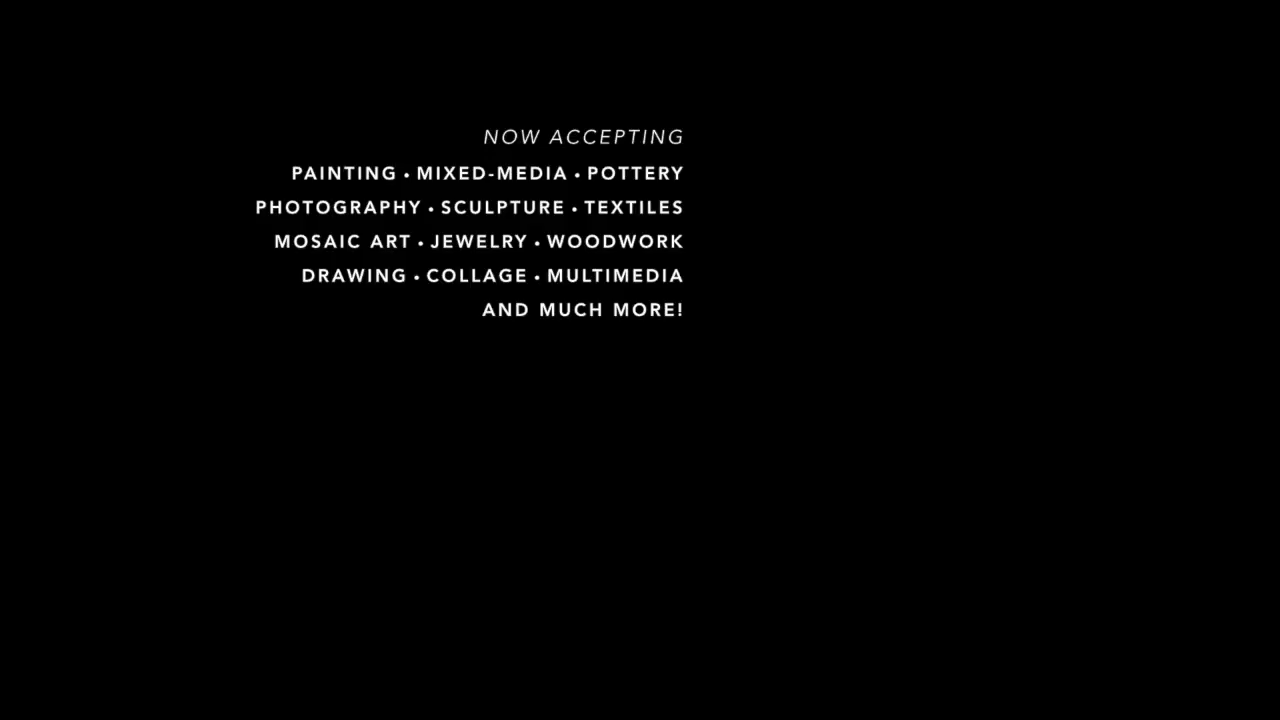 NOW ACCEPTING
PAINTING • MIXED-MEDIA • POTTERY
PHOTOGRAPHY • SCULPTURE • TEXTILES
MOSAIC ART • JEWELRY • WOODWORK
DRAWING • COLLAGE • MULTIMEDIA
AND MUCH MORE!